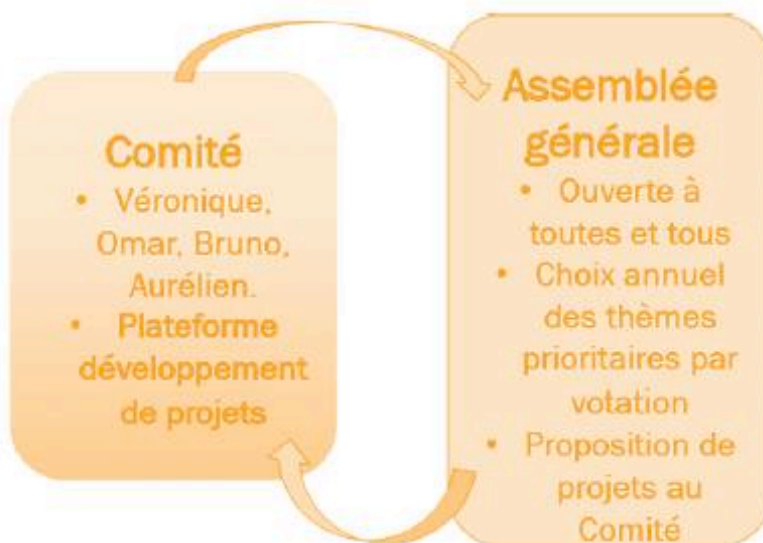 Comité
• Véronique,
Omar, Bruno,
Aurélien.
• Plateforme
développement
de projets
Assemblée
générale
• Ouverte à
toutes et tous
• Choix annuel
des thèmes
prioritaires par
votation
• Proposition de
projets au
Comité